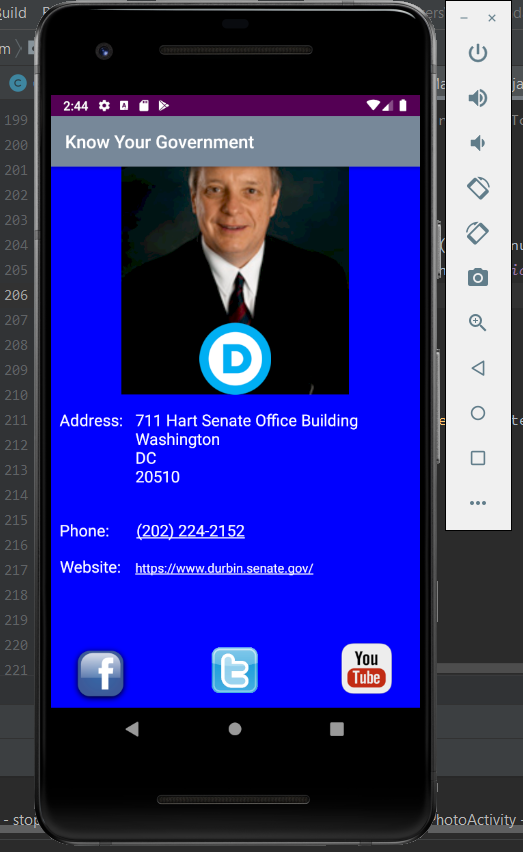 uild
m
C
2:44
Know Your Government
199
200
201
202
203
204
205
206
207
208
209
210
211
212
213
214
215
216
217
218
219
220
221
D
Address: 711 Hart Senate Office Building
Washington
DC
20510
Phone: (202) 224-2152
Website: https://www.durbin.senate.gov/
f
t
You
Tube
- stop
hotoActivity -